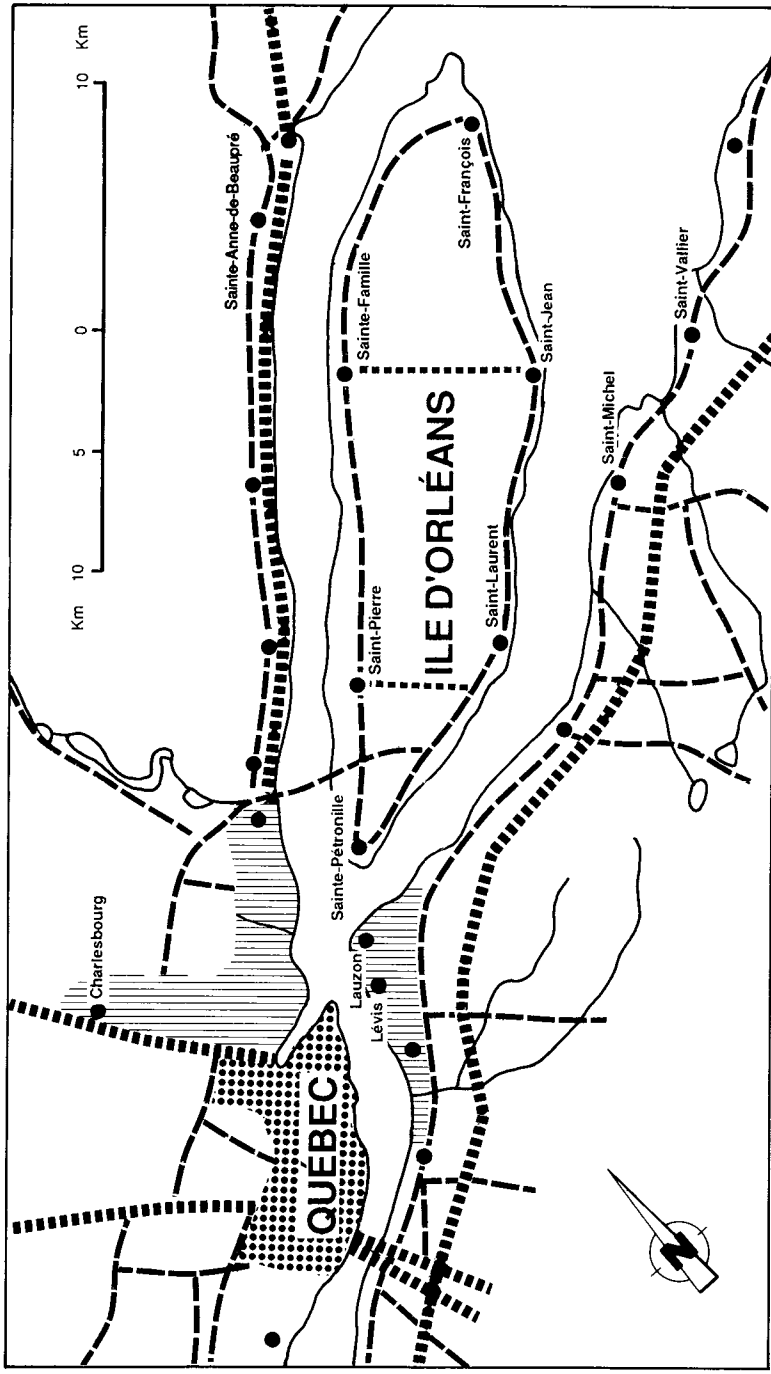 Km
10
5
0
10
Km
Charlesbourg
Sainte-Anne-de-Beaupré
QUÉBEC
Lauzon
Lévis
Sainte-Pétronille
Saint-Pierre
Sainte-Famille
ILE D'ORLÉANS
Saint-Laurent
Saint-Jean
Saint-François
Saint-Michel
Saint-Vallier
N